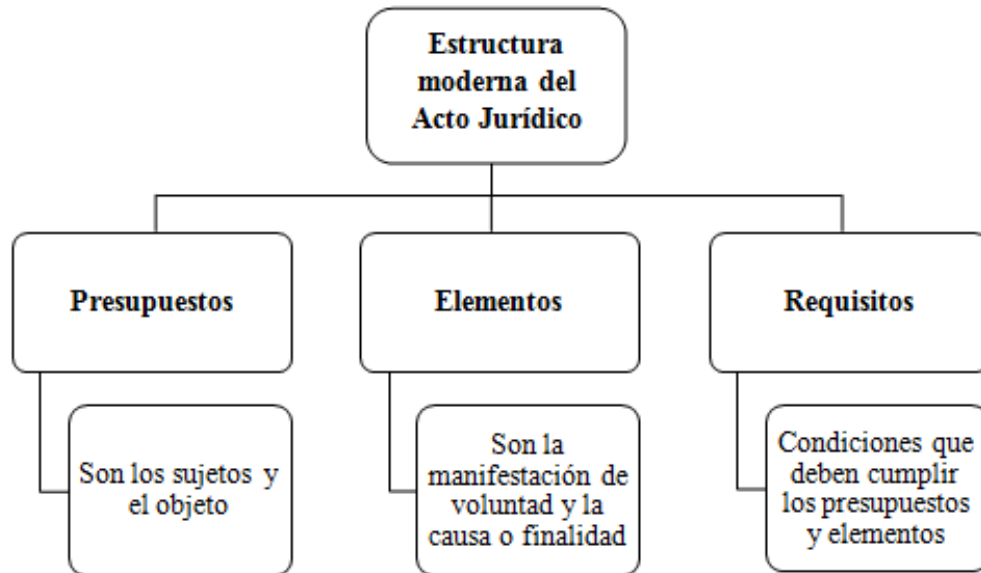 Estructura
moderna del
Acto Jurídico
Presupuestos
Elementos
Requisitos
Son los sujetos y
el objeto
Son la
manifestación de
voluntad y la
causa o finalidad
Condiciones que
deben cumplir
los presupuestos
y elementos